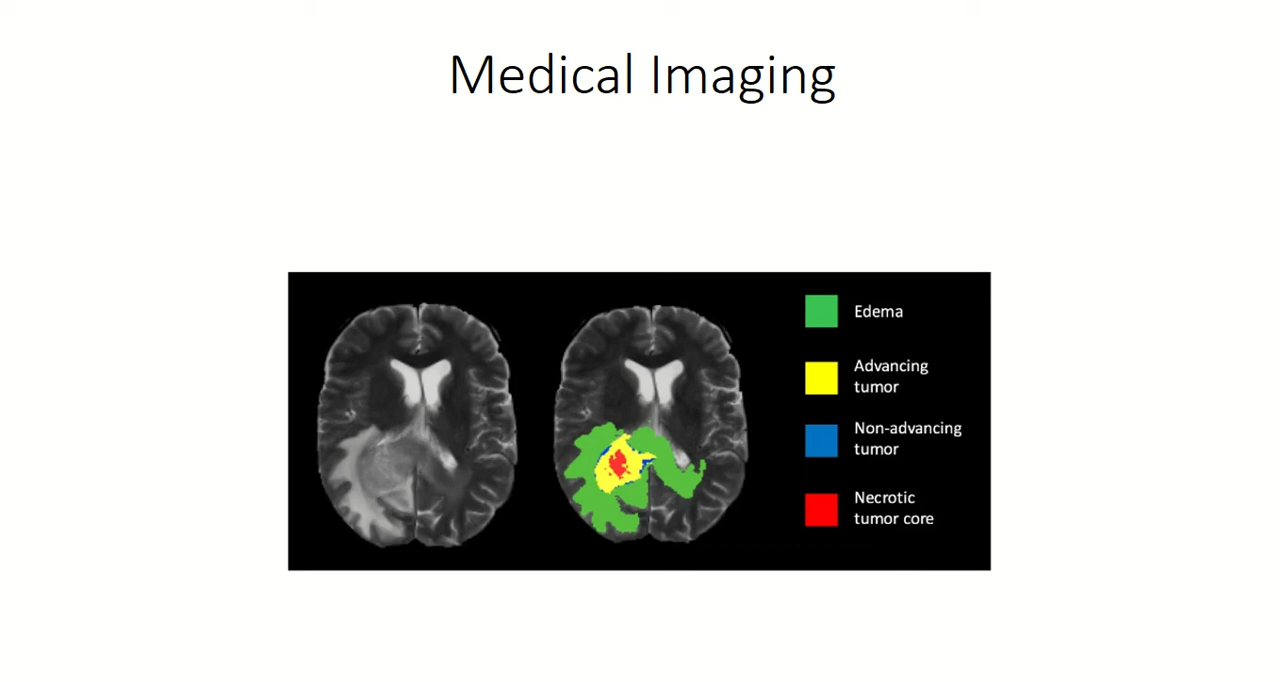 Medical Imaging
Edema
Advancing
tumor
Non-advancing
tumor
Necrotic
tumor core